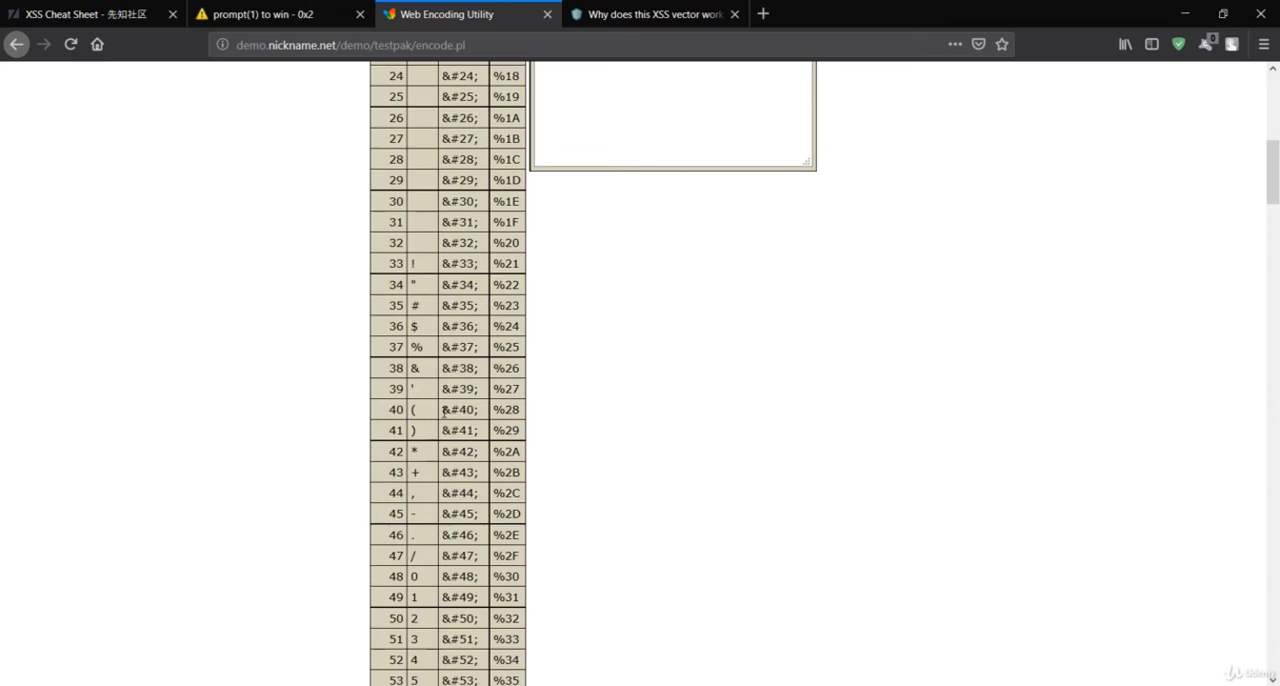 XSS Cheat Sheet - 先知社区
prompt(1) to win - 0x2
Web Encoding Utility
Why does this XSS vector work
demo.nickname.net/demo/testpak/encode.pl
0
24 &#24; %18
25 &#25; %19
26 &#26; %1A
27 &#27; %1B
28 &#28; %1C
29 &#29; %1D
30 &#30; %1E
31 &#31; %1F
32 &#32; %20
33 ! &#33; %21
34 " &#34; %22
35 # &#35; %23
36 $ &#36; %24
37 % &#37; %25
38 & &#38; %26
39 ' &#39; %27
40 ( &#40; %28
41 ) &#41; %29
42 * &#42; %2A
43 + &#43; %2B
44 , &#44; %2C
45 - &#45; %2D
46 . &#46; %2E
47 / &#47; %2F
48 0 &#48; %30
49 1 &#49; %31
50 2 &#50; %32
51 3 &#51; %33
52 4 &#52; %34
53 5 &#53; %35
Udemy